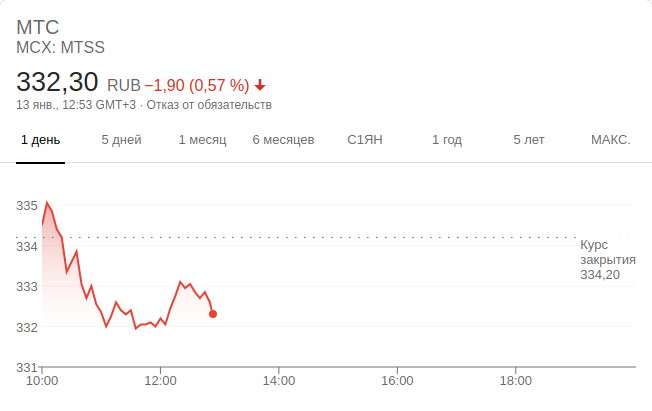 МТС
MCX: MTSS
332,30 RUB −1,90 (0,57 %)
13 янв., 12:53 GMT+3 · Отказ от обязательств
1 день 5 дней 1 месяц 6 месяцев С1ЯН 1 год 5 лет МАКС.
335
334
333
332
331
Курс
закрытия
334,20
10:00 12:00 14:00 16:00 18:00